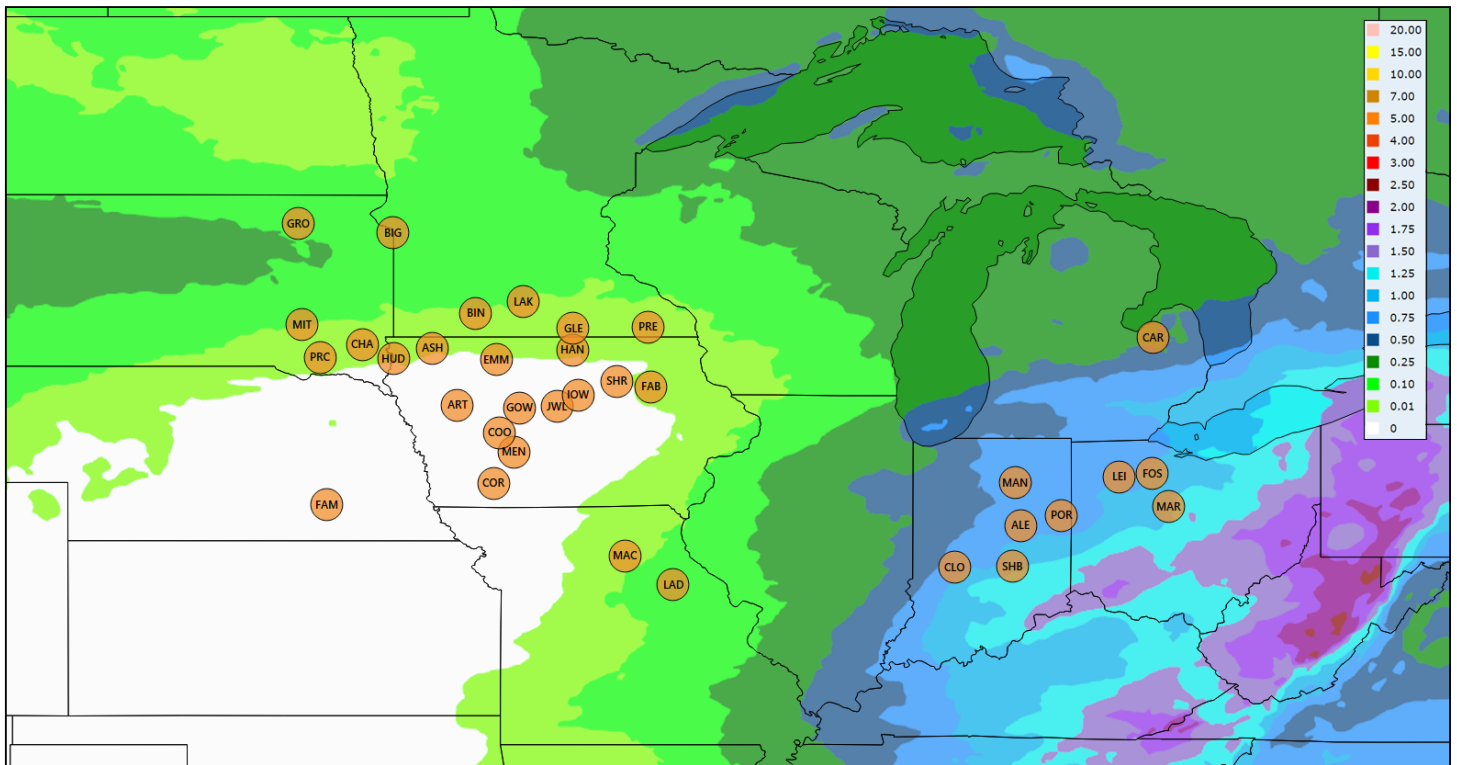 20.00
15.00
10.00
7.00
5.00
4.00
3.00
2.50
2.00
1.75
1.50
1.25
1.00
0.75
0.50
0.25
0.10
0.01
0
GRO
BIG
LAK
BIN
MIT
GLE
PRE
CAR
CHA
ASH
HAN
PRC
HUD
EMM
SHR
FAB
IOW
ART
GOW
JWL
COO
MEN
COR
MAN
LEI
FOS
FAM
MAR
POR
ALE
MAC
CLO
SHB
LAD